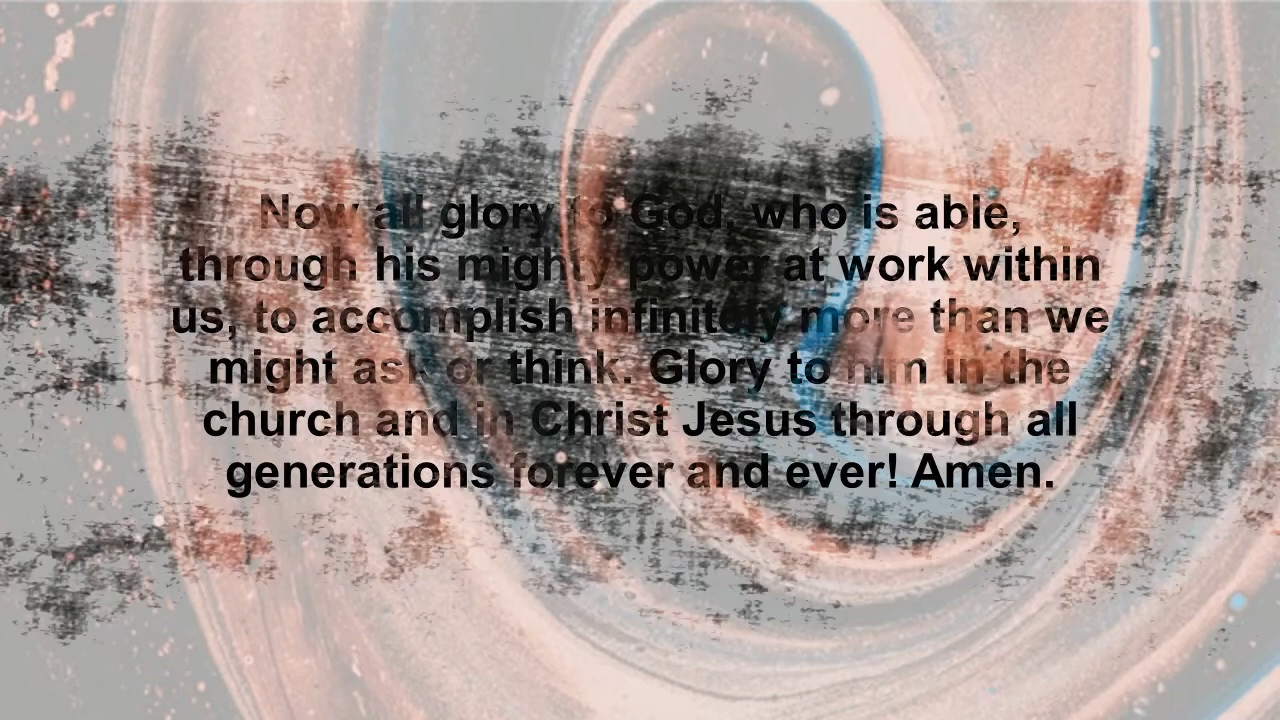 Now all glory to God, who is able,
through his mighty power at work within
us, to accomplish infinitely more than we
might ask or think. Glory to him in the
church and in Christ Jesus through all
generations forever and ever! Amen.